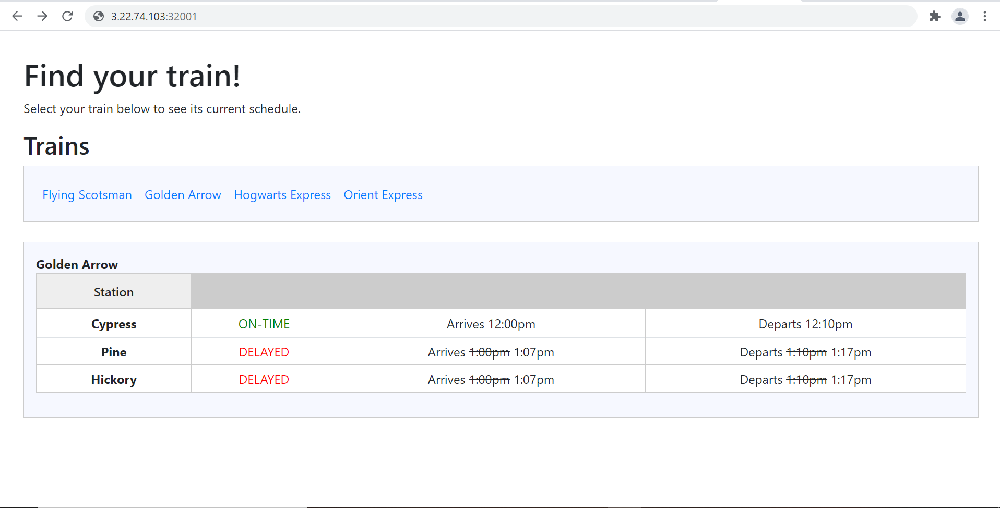 3.22.74.103:32001
Find your train!
Select your train below to see its current schedule.
Trains
Flying Scotsman Golden Arrow Hogwarts Express Orient Express
Golden Arrow
Station
Cypress ON-TIME Arrives 12:00pm Departs 12:10pm
Pine DELAYED Arrives 1:00pm 1:07pm Departs 1:10pm 1:17pm
Hickory DELAYED Arrives 1:00pm 1:07pm Departs 1:10pm 1:17pm